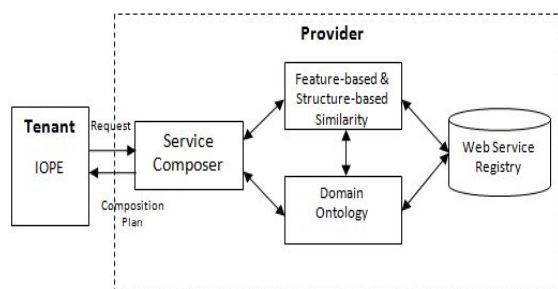 Provider
Feature-based &
Structure-based
Similarity
Tenant
IOPE
Request
Service
Composer
Web Service
Registry
Composition
Plan
Domain
Ontology